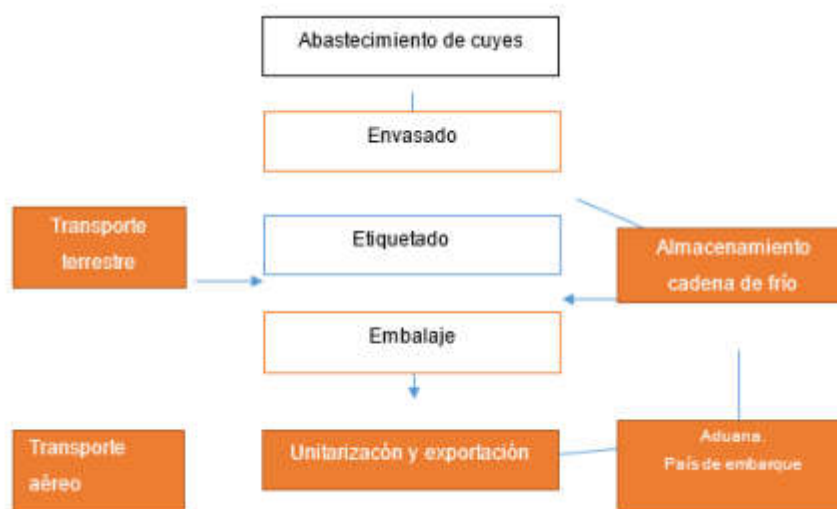 Abastecimiento de cuyes
Envasado
Transporte
terrestre
Etiquetado
Almacenamiento
cadena de frío
Embalaje
Transporte
aêreo
Unitarizacón y exportación
Aduana.
País de embarque